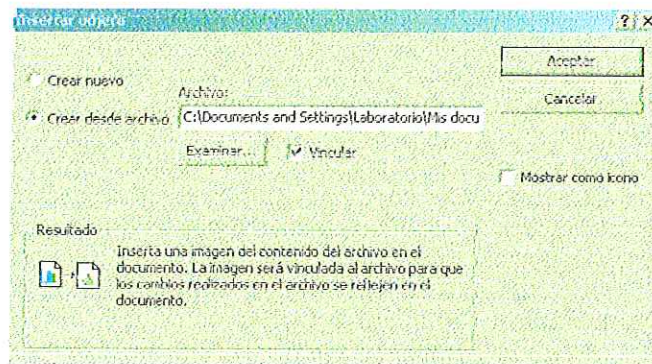 Insertar objeto
? X
Crear nuevo
Crear desde archivo
Archivo:
C:\Documents and Settings\Laboratorio\Mis docu
Examinar...
Vincular
Aceptar
Cancelar
Mostrar como icono
Resultado
Inserta una imagen del contenido del archivo en el
documento. La imagen será vinculada al archivo para que
los cambios realizados en el archivo se reflejen en el
documento.